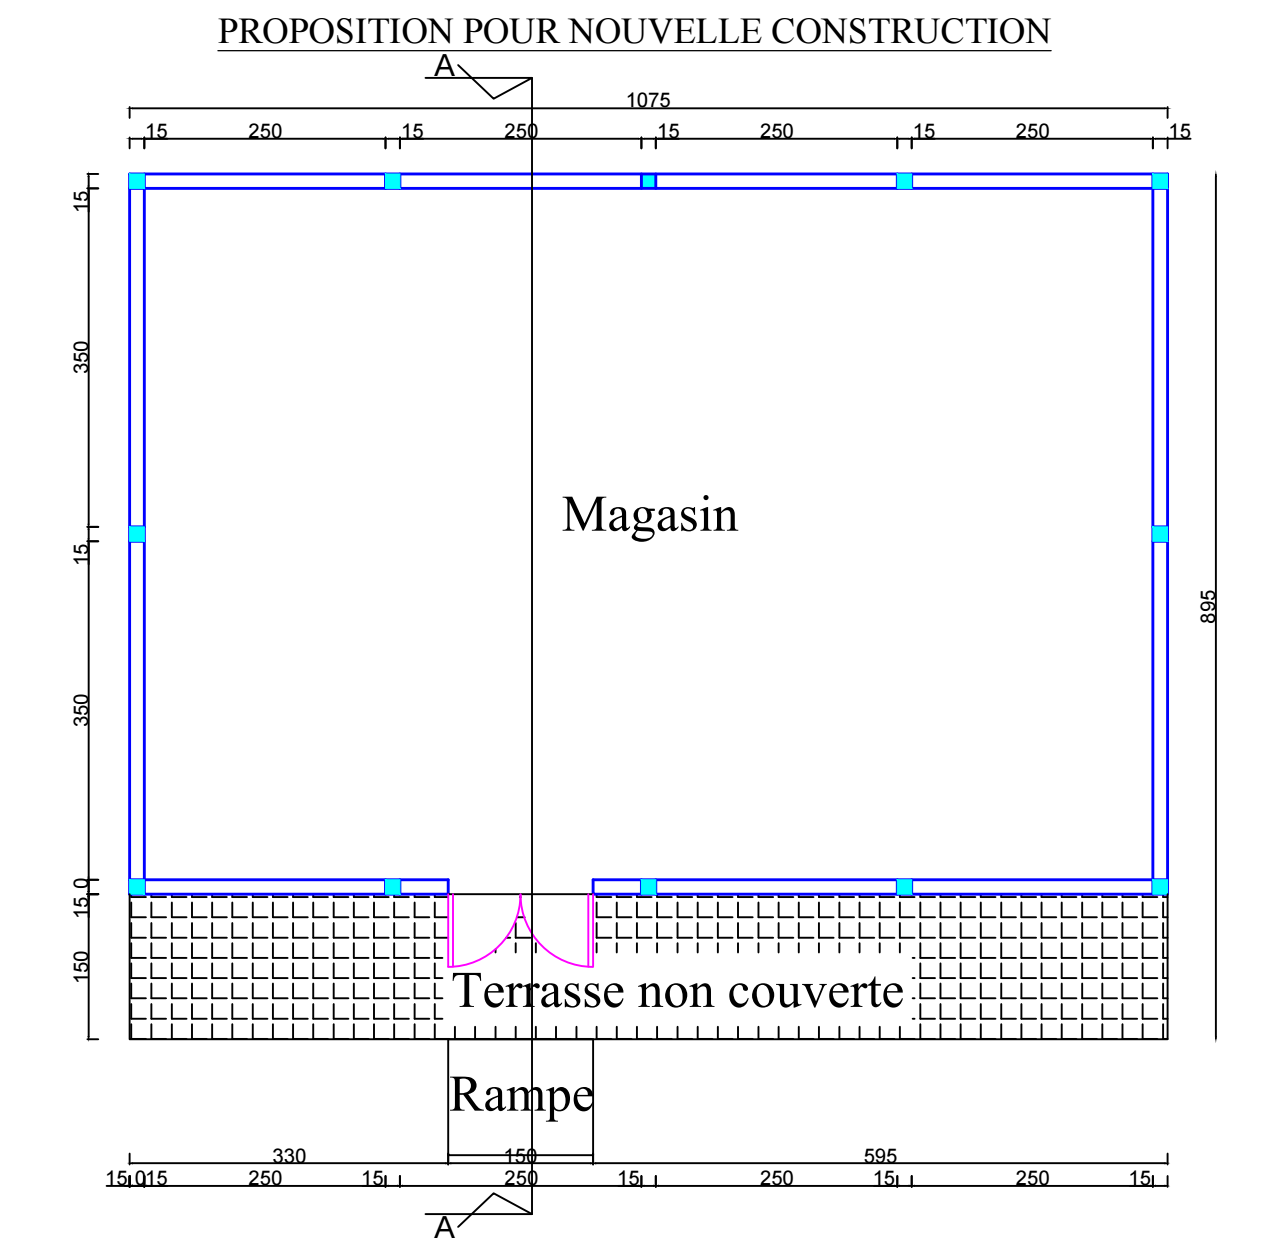 PROPOSITION POUR NOUVELLE CONSTRUCTION
A
1075
15 250 15 250 15 250 15 250 15
15
350
Magasin
15
895
350
15 0
150
Terrasse non couverte
Rampe
330 150 595
15 015 250 15 250 15 250 15 250 15
A